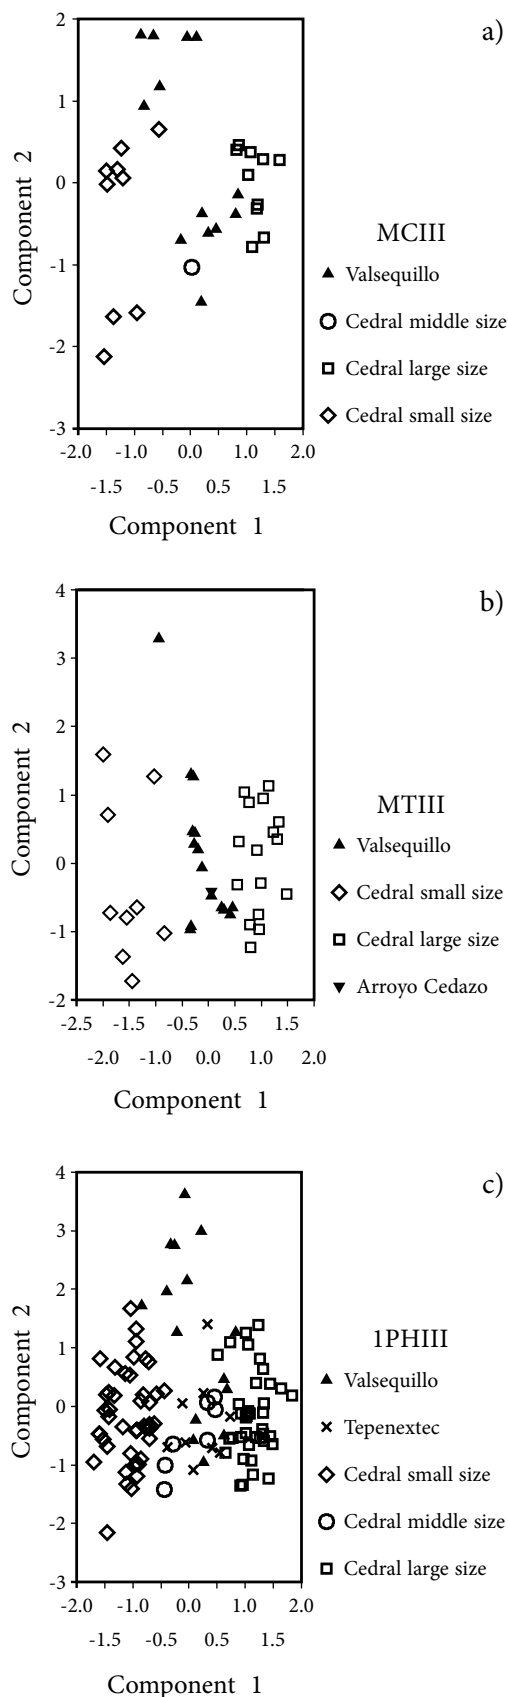 a)
2
1
0
-1
-2
-3
Component 2
-2.0 -1.0 0.0 1.0 2.0
-1.5 -0.5 0.5 1.5
Component 1
MCIII
Valsequillo
Cedral middle size
Cedral large size
Cedral small size
b)
4
3
2
1
0
-1
-2
Component 2
-2.5 -1.5 -0.5 0.5 1.5
-2.0 -1.0 0.0 1.0 2.0
Component 1
MTIII
Valsequillo
Cedral small size
Cedral large size
Arroyo Cedazo
c)
4
3
2
1
0
-1
-2
-3
Component 2
-2.0 -1.0 0.0 1.0 2.0
-1.5 -0.5 0.5 1.5
Component 1
1PHIII
Valsequillo
Tepenextec
Cedral small size
Cedral middle size
Cedral large size